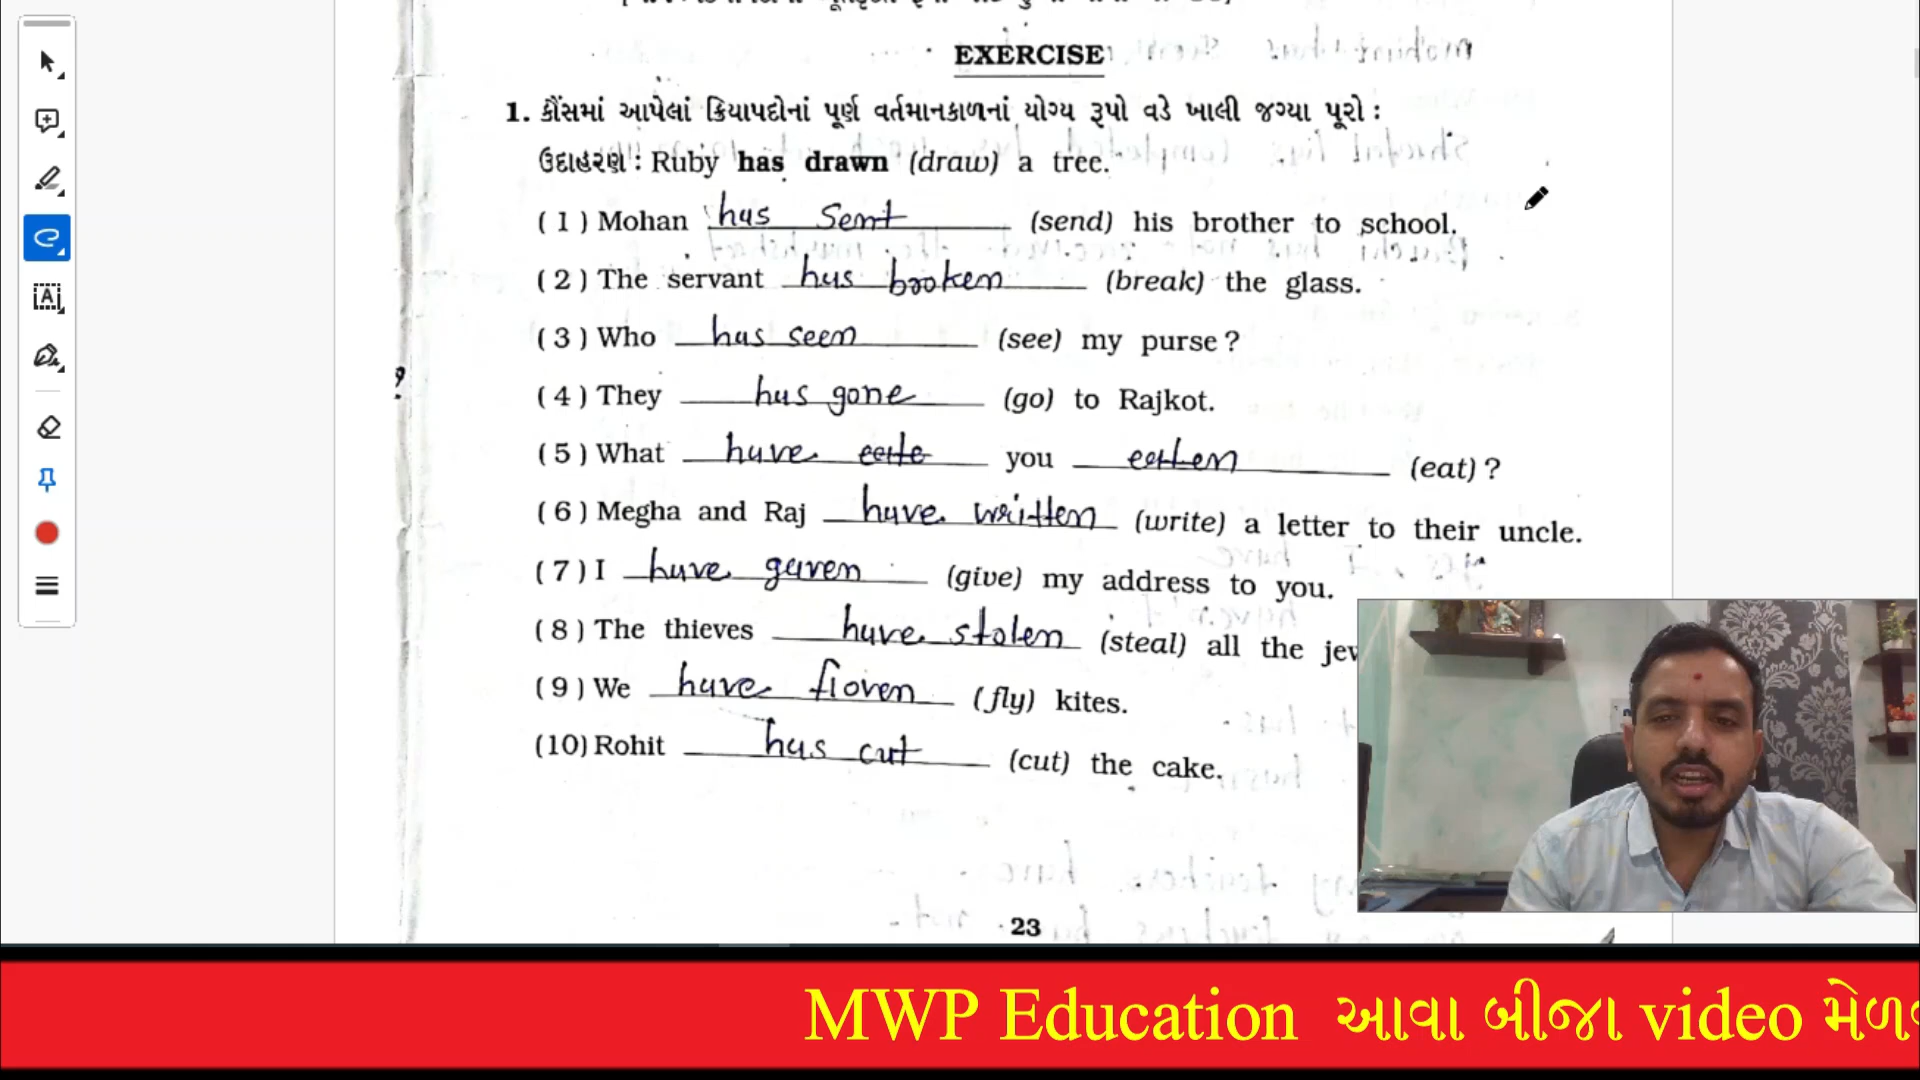 EXERCISE
1. કૌંસમાં આપેલાં ક્રિયાપદોનાં પૂર્ણ વર્તમાનકાળનાં યોગ્ય રૂપો વડે ખાલી જગ્યા પૂરો :
ઉદાહરણ : Ruby has drawn (draw) a tree.
( 1 ) Mohan has sent (send) his brother to school.
( 2 ) The servant has brooken (break) the glass.
( 3 ) Who has seen (see) my purse ?
( 4 ) They has gone (go) to Rajkot.
( 5 ) What have you eaten (eat) ?
( 6 ) Megha and Raj have written (write) a letter to their uncle.
( 7 ) I have gaven (give) my address to you.
( 8 ) The thieves have stolen (steal) all the
( 9 ) We have (fly) kites.
(10) Rohit has cut (cut) the cake.
23
MWP Education આવા બીજા video